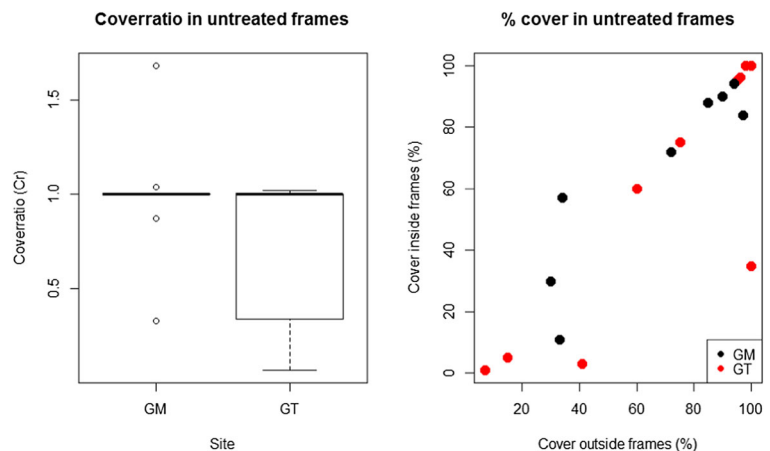 Coverratio in untreated frames
Coverratio (Cr)
1.5
1.0
0.5
GM GT
Site
% cover in untreated frames
Cover inside frames (%)
100
80
60
40
20
0
GM
GT
20 40 60 80 100
Cover outside frames (%)